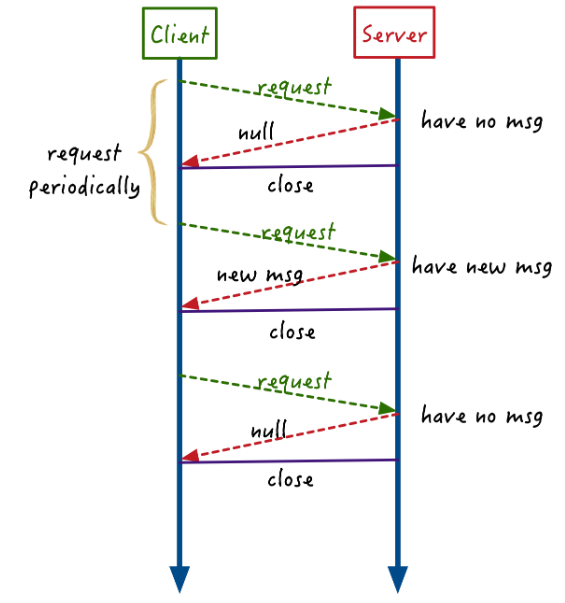 Client
Server
request
have no msg
null
request
periodically
close
request
have new msg
new msg
close
request
have no msg
null
close